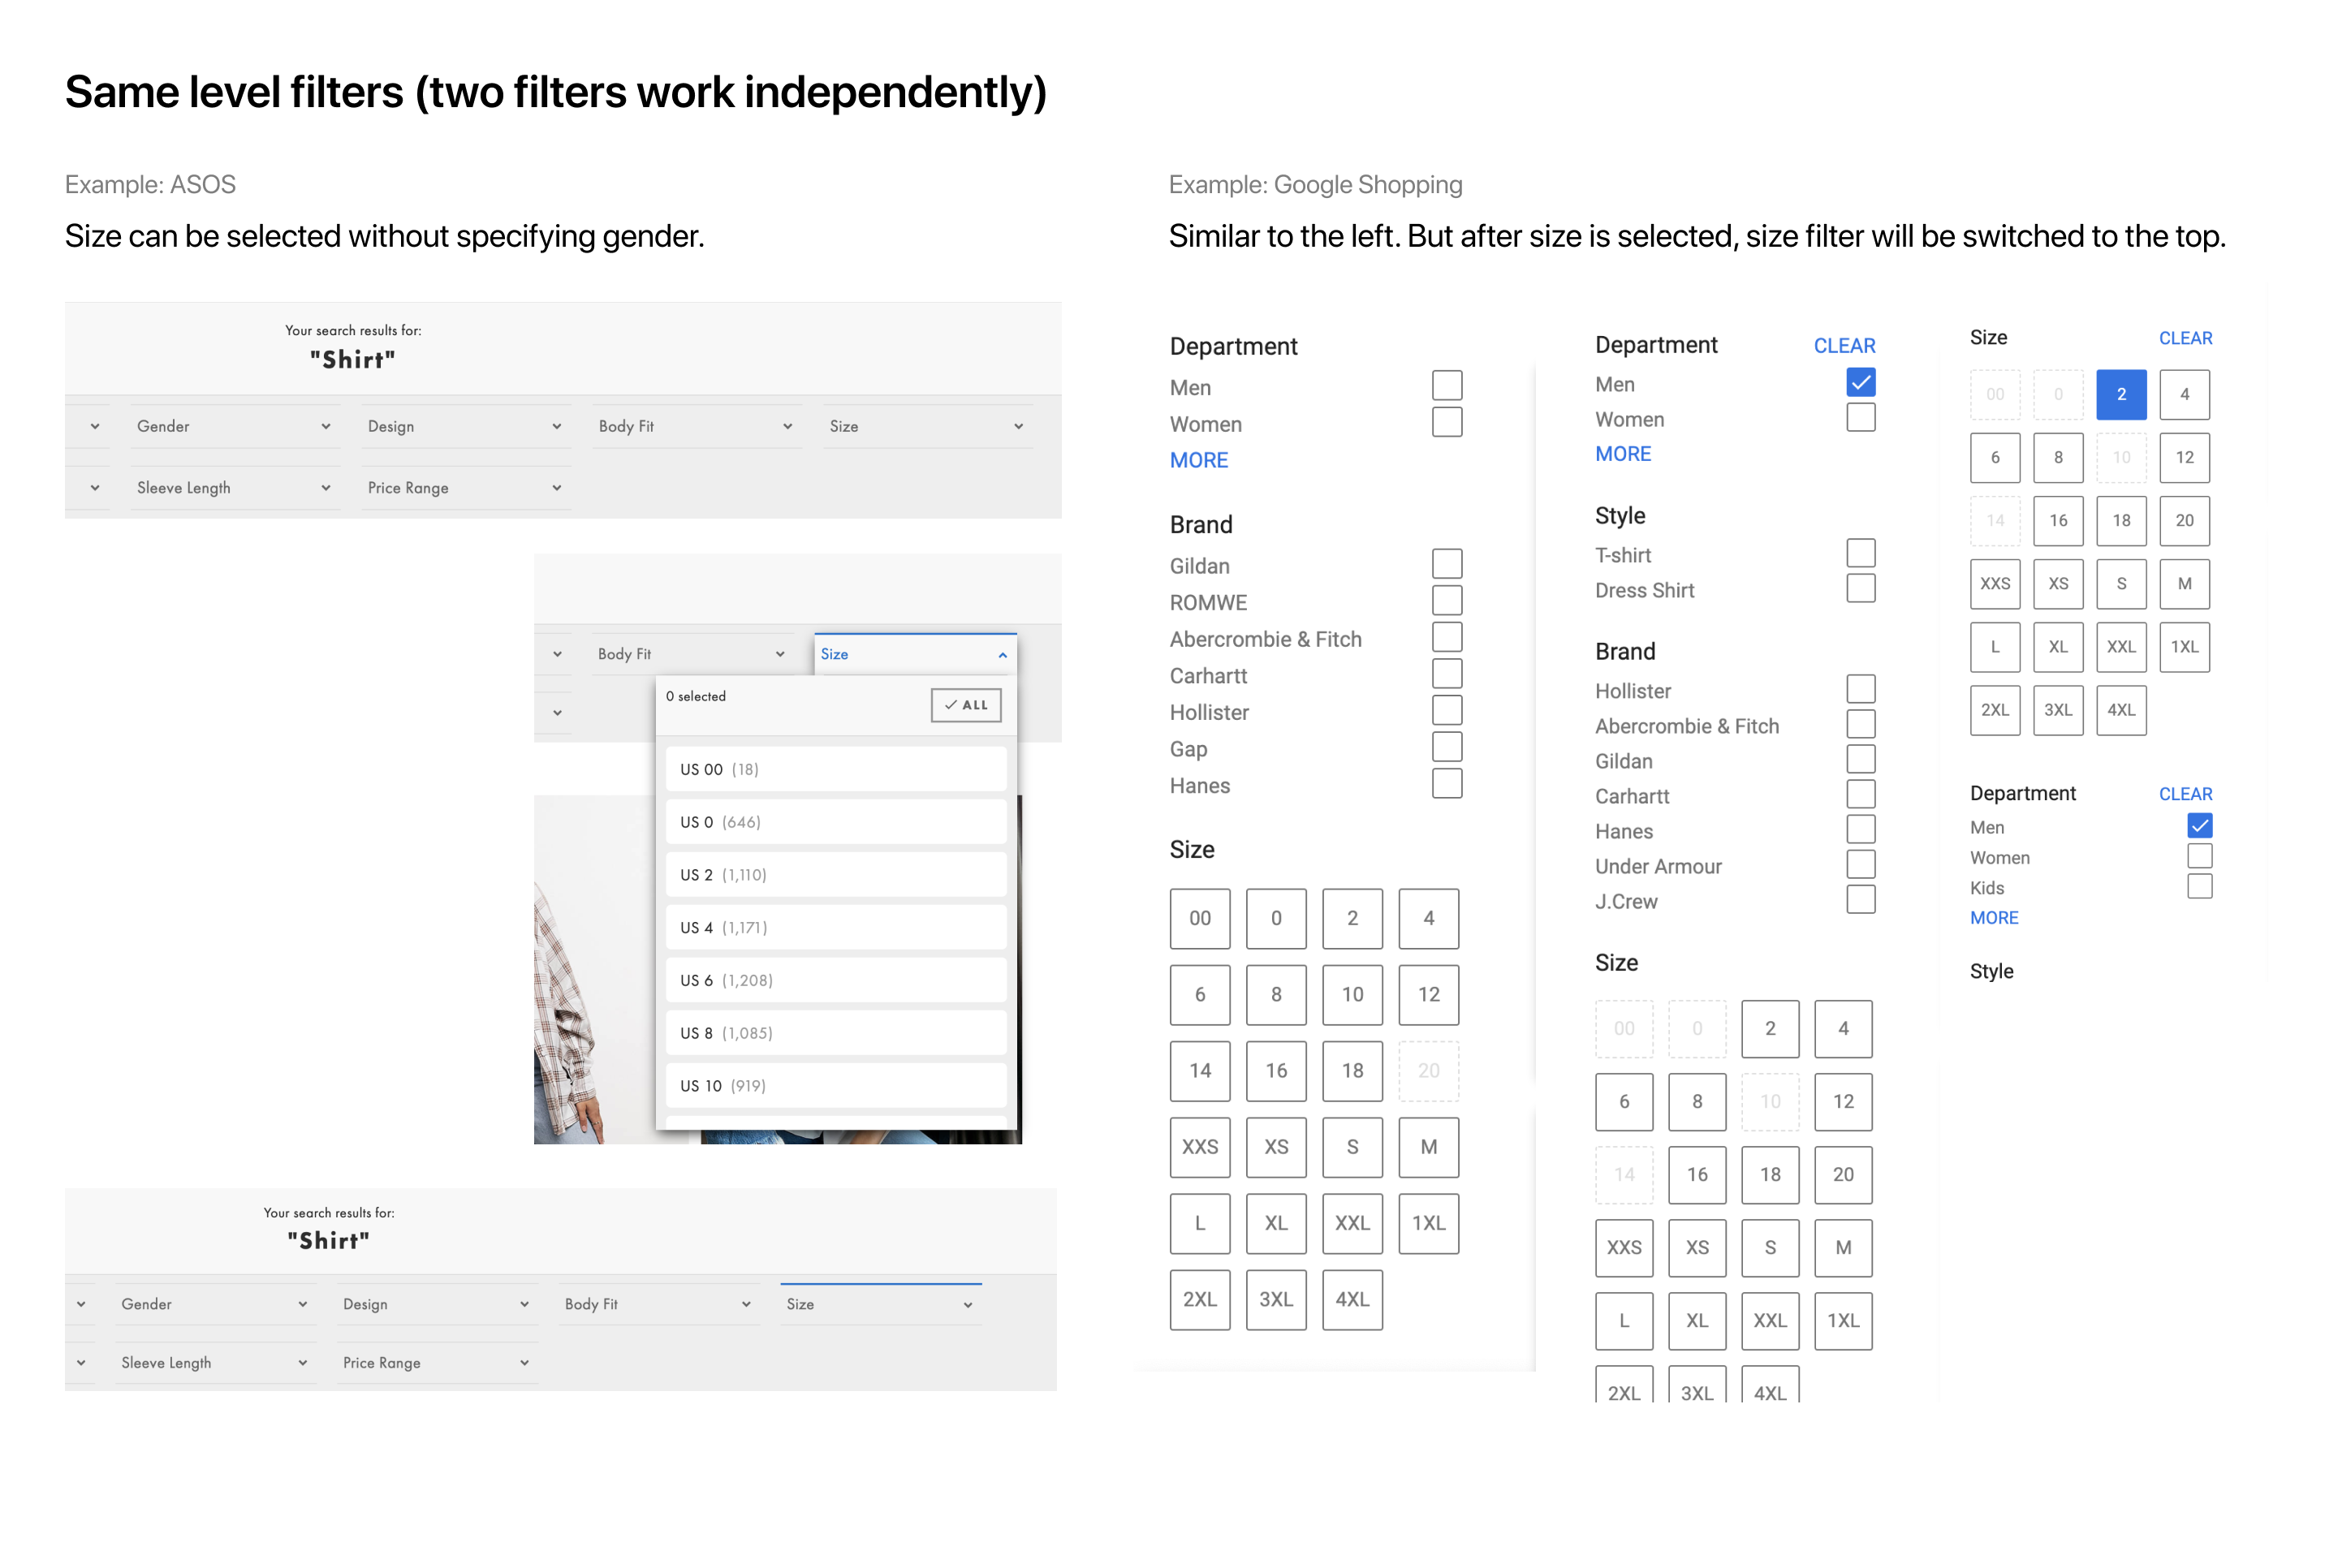 Same level filters (two filters work independently)
Example: ASOS
Size can be selected without specifying gender.
Your search results for:
"Shirt"
Gender
Design
Body Fit
Size
Sleeve Length
Price Range
Body Fit
Size
0 selected
ALL
US 00 (18)
US 0 (646)
US 2 (1,110)
US 4 (1,171)
US 6 (1,208)
US 8 (1,085)
US 10 (919)
Your search results for:
"Shirt"
Gender
Design
Body Fit
Size
Sleeve Length
Price Range
Example: Google Shopping
Similar to the left. But after size is selected, size filter will be switched to the top.
Department
Men
Women
MORE
Brand
Gildan
ROMWE
Abercrombie & Fitch
Carhartt
Hollister
Gap
Hanes
Size
00 0 2 4
6 8 10 12
14 16 18 20
XXS XS S M
L XL XXL 1XL
2XL 3XL 4XL
Department CLEAR
Men
Women
MORE
Style
T-shirt
Dress Shirt
Brand
Hollister
Abercrombie & Fitch
Gildan
Carhartt
Hanes
Under Armour
J.Crew
Size
00 0 2 4
6 8 10 12
14 16 18 20
XXS XS S M
L XL XXL 1XL
2XL 3XL 4XL
Size CLEAR
00 0 2 4
6 8 10 12
14 16 18 20
XXS XS S M
L XL XXL 1XL
2XL 3XL 4XL
Department CLEAR
Men
Women
Kids
MORE
Style